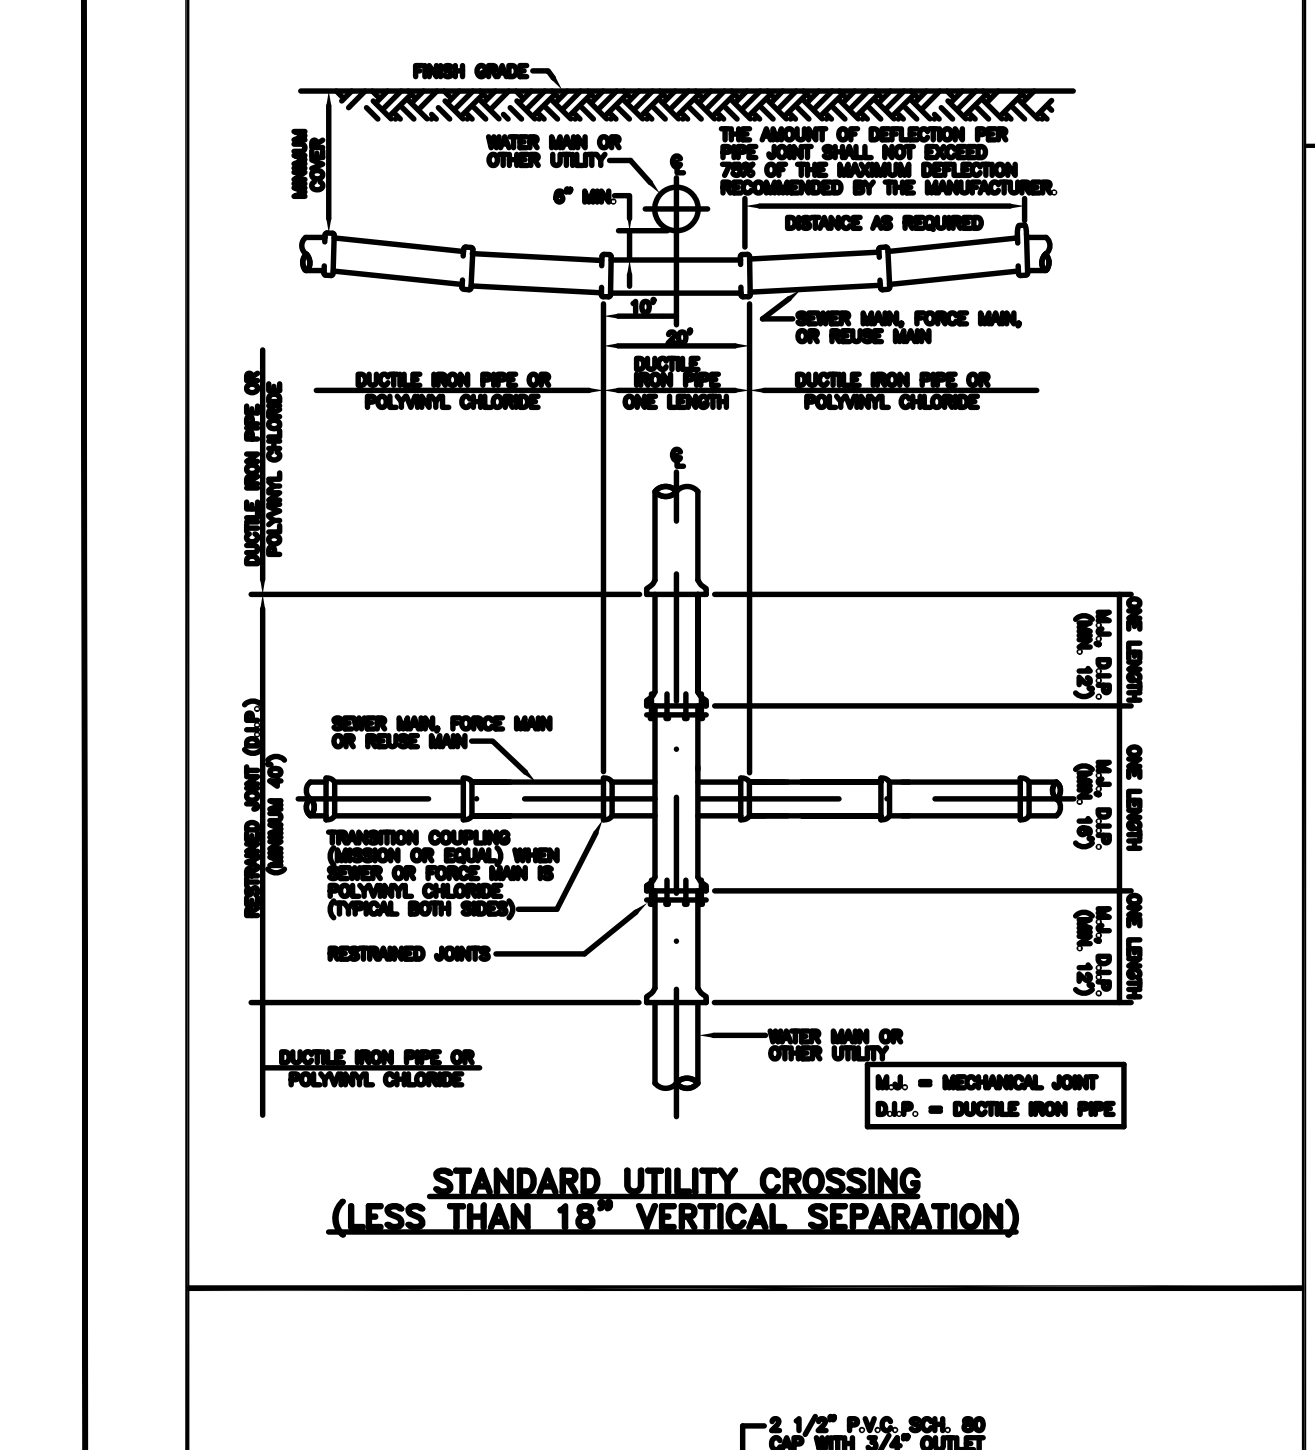 FINISH GRADE
MINIMUM
COVER
WATER MAIN OR
OTHER UTILITY
6" MIN.
THE AMOUNT OF DEFLECTION PER
PIPE JOINT SHALL NOT EXCEED
75% OF THE MAXIMUM DEFLECTION
RECOMMENDED BY THE MANUFACTURER.
DISTANCE AS REQUIRED
10'
SEWER MAIN, FORCE MAIN,
OR REUSE MAIN
20'
DUCTILE IRON PIPE OR
POLYVINYL CHLORIDE
DUCTILE
IRON PIPE
ONE LENGTH
DUCTILE IRON PIPE OR
POLYVINYL CHLORIDE
DUCTILE IRON PIPE OR
POLYVINYL CHLORIDE
ONE LENGTH
M.J., D.I.P.
(MIN. 12')
RESTRAINED JOINT (D.I.P.)
(MINIMUM 40')
SEWER MAIN, FORCE MAIN
OR REUSE MAIN
ONE LENGTH
M.J., D.I.P
(MIN. 16')
TRANSITION COUPLING
(MISSION OR EQUAL) WHEN
SEWER OR FORCE MAIN IS
POLYVINYL CHLORIDE
(TYPICAL BOTH SIDES)
RESTRAINED JOINTS
ONE LENGTH
M.J., D.I.P.
(MIN. 12')
WATER MAIN OR
OTHER UTILITY
DUCTILE IRON PIPE OR
POLYVINYL CHLORIDE
M.J. = MECHANICAL JOINT
D.I.P. = DUCTILE IRON PIPE
STANDARD UTILITY CROSSING
(LESS THAN 18" VERTICAL SEPARATION)
2 1/2" P.V.C. SCH. 80
CAP WITH 3/4" OUTLET